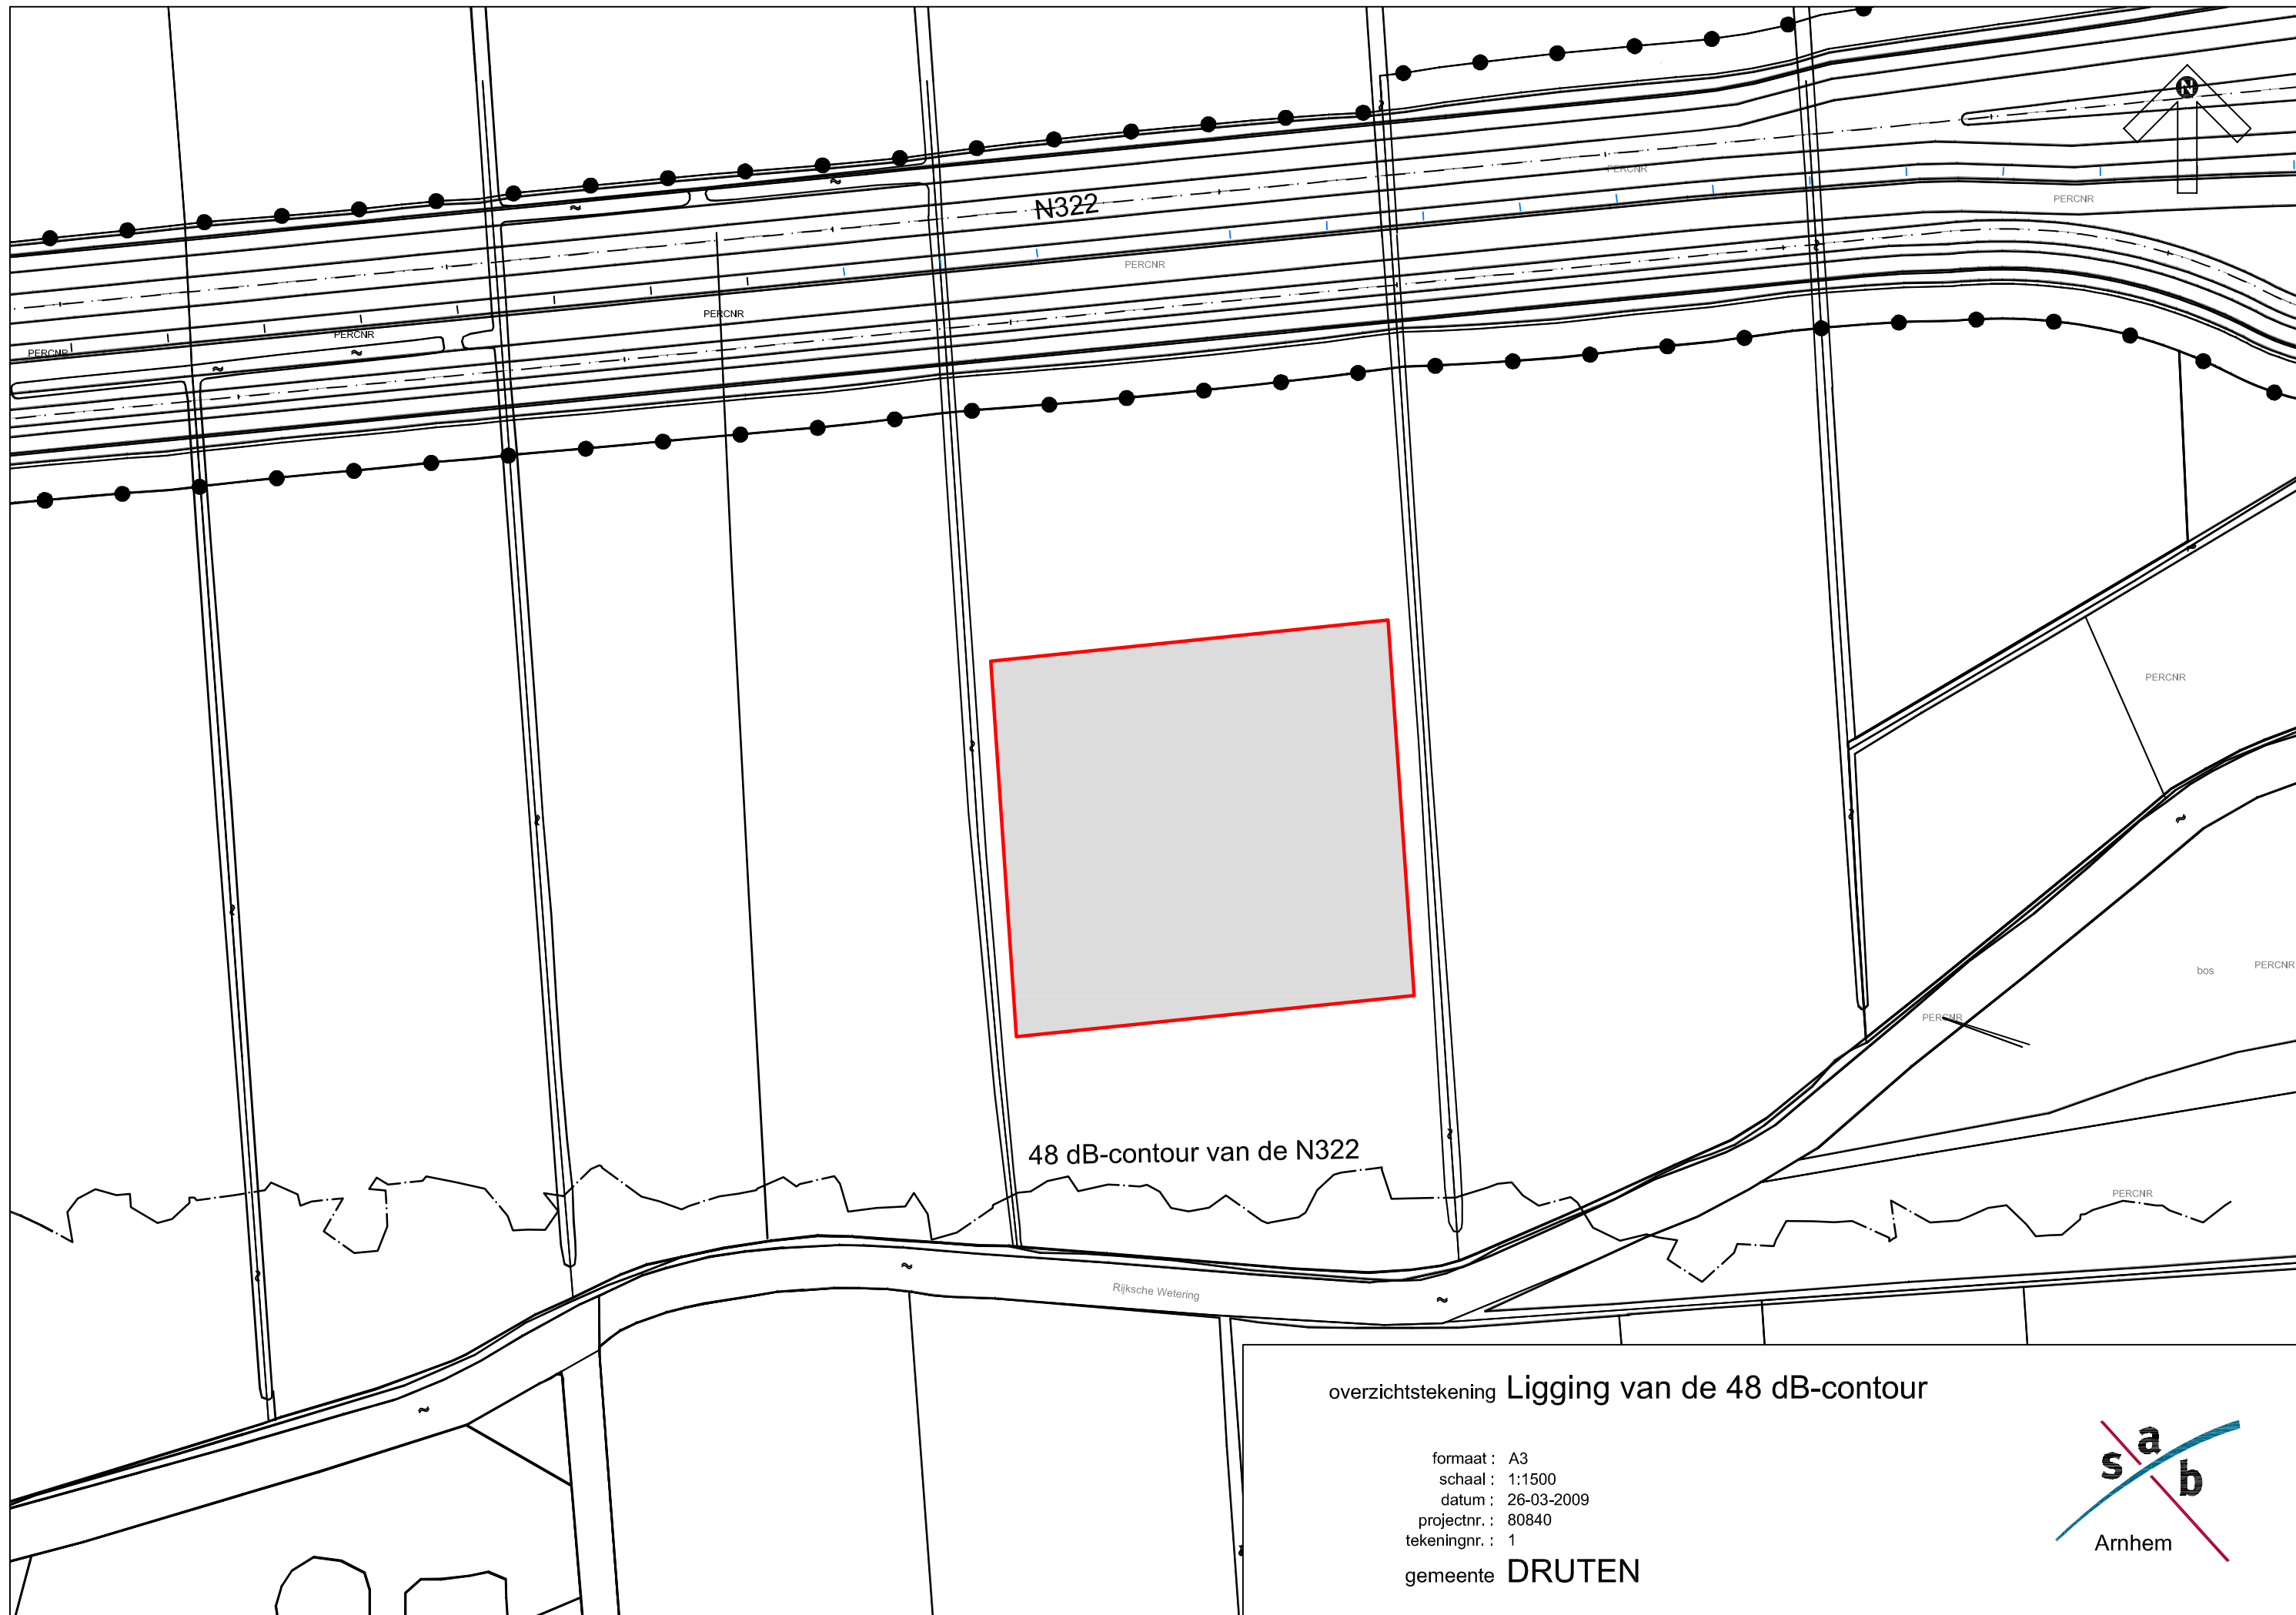 N
PERCNR
PERCNR
N322
PERCNR
PERCNR
PERCNR
PERCNR
PERCNR
bos
PERCNR
PERCNR
48 dB-contour van de N322
PERCNR
Rijksche Wetering
overzichtstekening Ligging van de 48 dB-contour
formaat : A3
schaal : 1:1500
datum : 26-03-2009
projectnr. : 80840
tekeningnr. : 1
gemeente DRUTEN
s a b
Arnhem